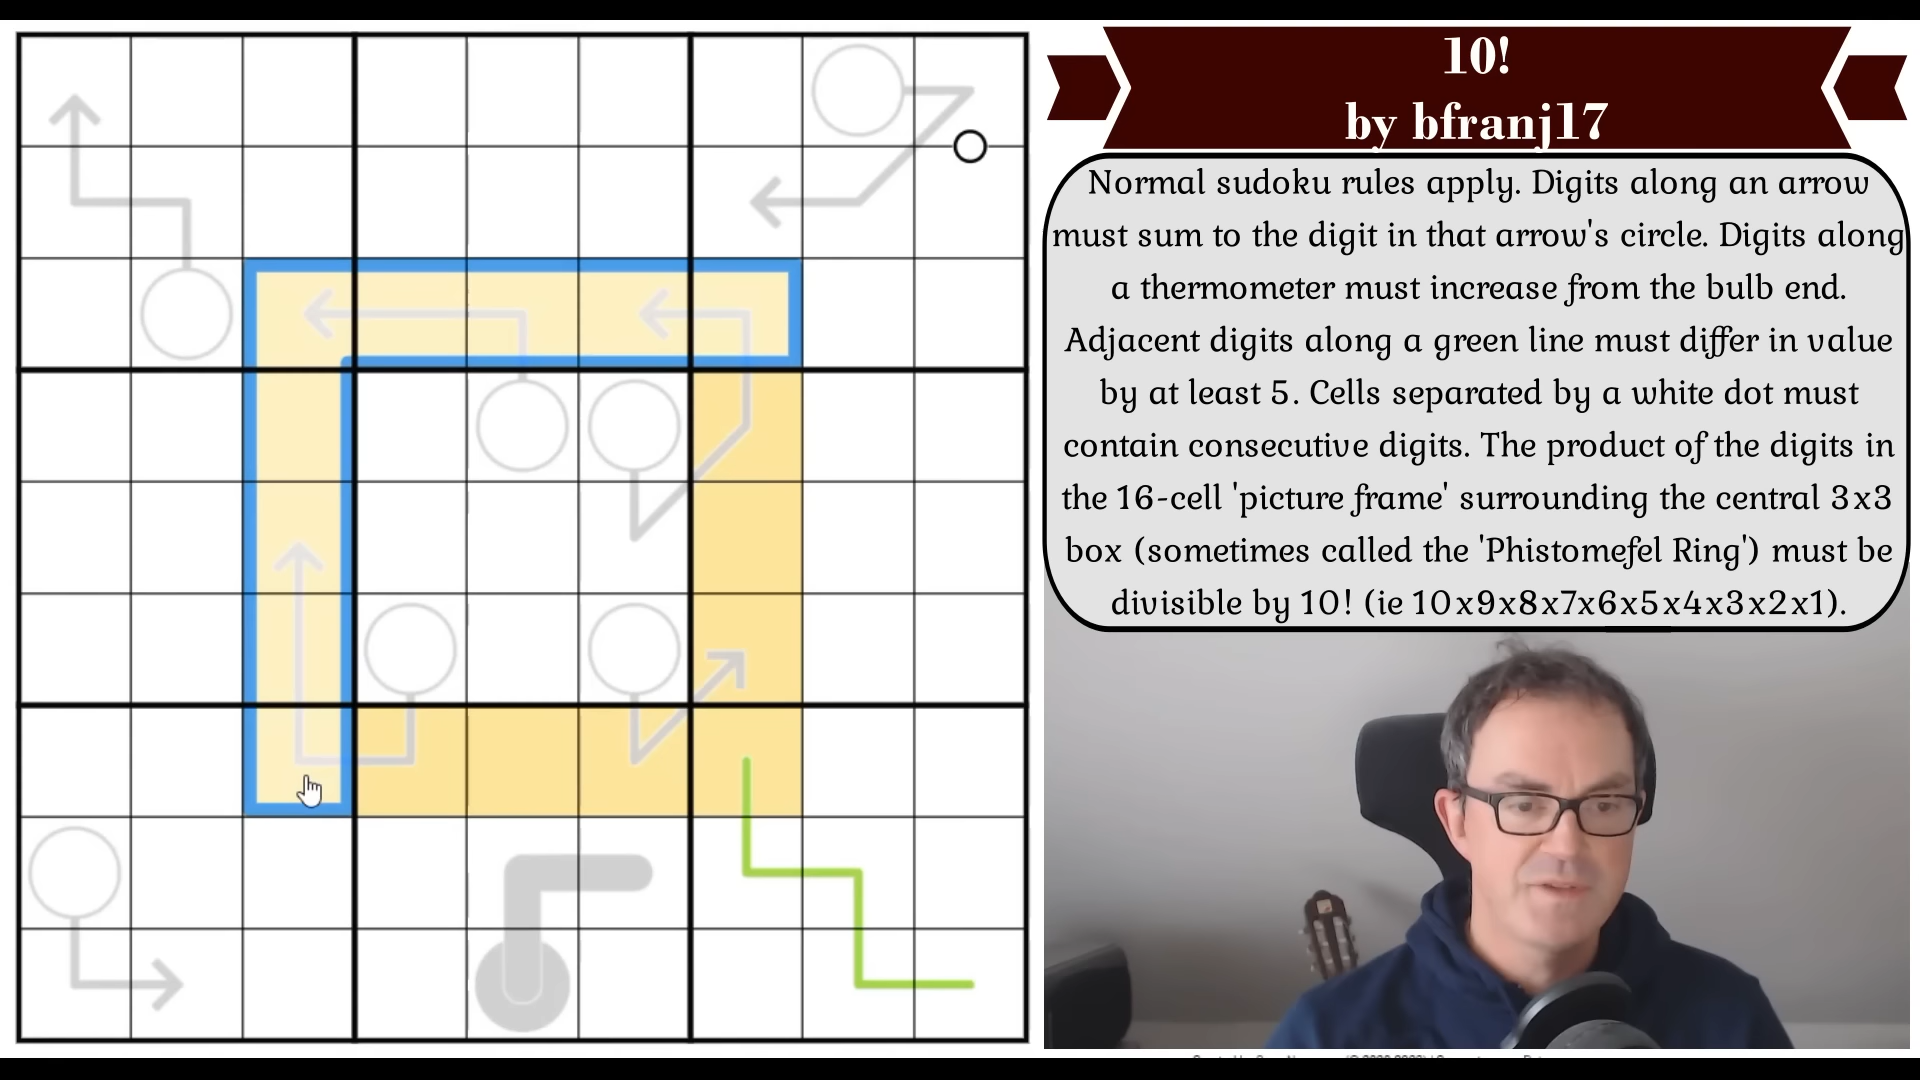 10!
by bfranj17
Normal sudoku rules apply. Digits along an arrow
must sum to the digit in that arrow's circle. Digits along
a thermometer must increase from the bulb end.
Adjacent digits along a green line must differ in value
by at least 5. Cells separated by a white dot must
contain consecutive digits. The product of the digits in
the 16-cell 'picture frame' surrounding the central 3x3
box (sometimes called the 'Phistomefel Ring') must be
divisible by 10! (ie 10x9x8x7x6x5x4x3x2x1).